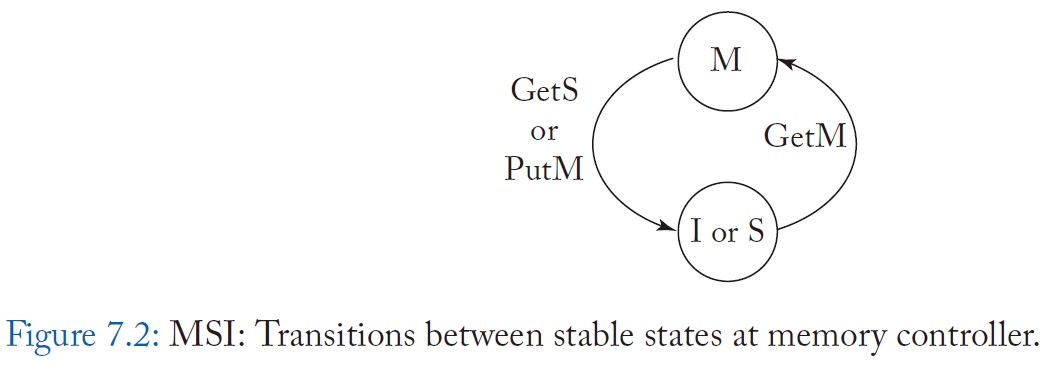 M
GetS
or
PutM
GetM
I or S
Figure 7.2: MSI: Transitions between stable states at memory controller.